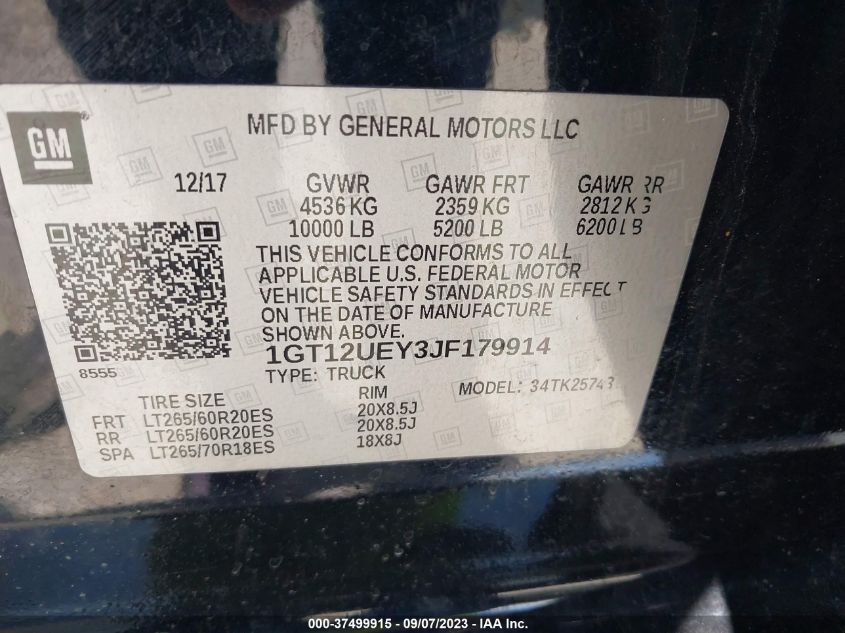 GM
MFD BY GENERAL MOTORS LLC
12/17 GVWR GAWR FRT GAWR RR
4536 KG 2359 KG 2812 KG
10000 LB 5200 LB 6200 LB
THIS VEHICLE CONFORMS TO ALL
APPLICABLE U.S. FEDERAL MOTOR
VEHICLE SAFETY STANDARDS IN EFFECT
ON THE DATE OF MANUFACTURE
SHOWN ABOVE.
8555
1GT12UEY3JF179914
TYPE: TRUCK MODEL:
TIRE SIZE RIM
FRT LT265/60R20ES 20X8.5J
RR LT265/60R20ES 20X8.5J
SPA LT265/70R18ES 18X8J
000-37499915 - 09/07/2023 - IAA Inc.